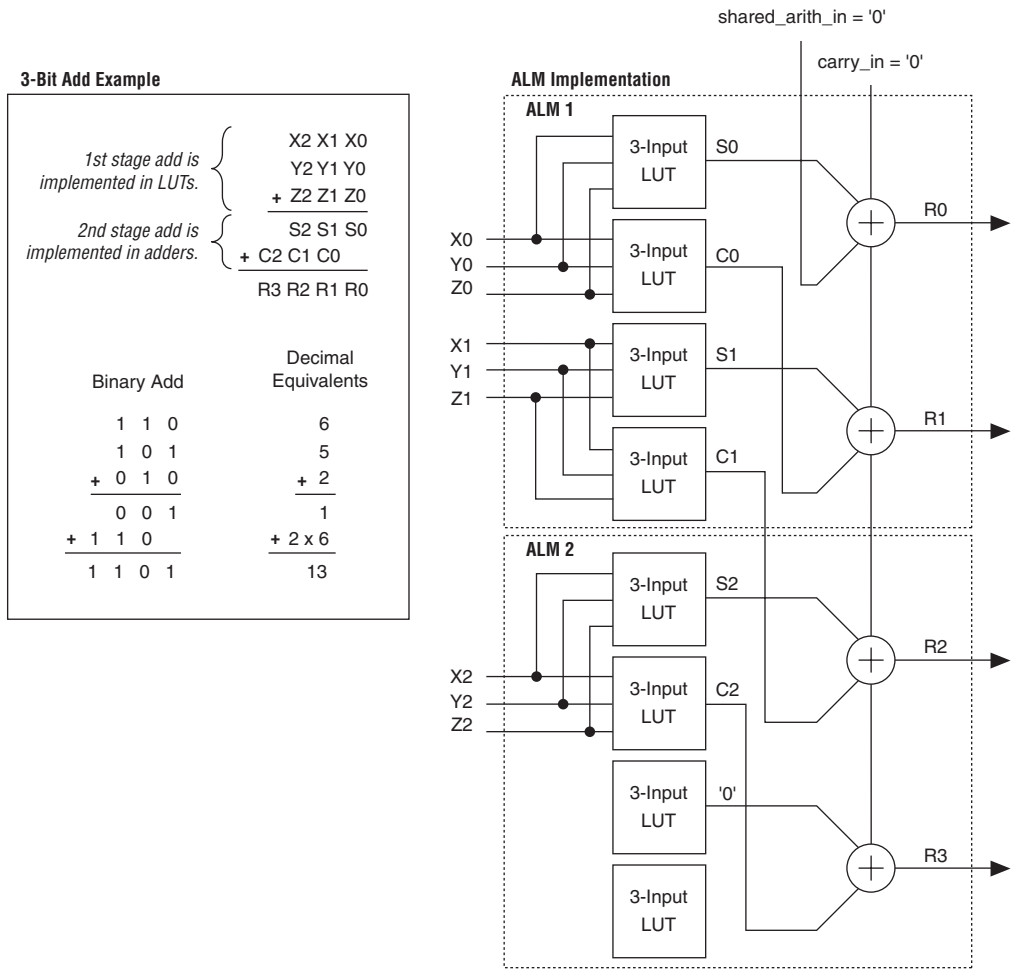 3-Bit Add Example
1st stage add is
implemented in LUTs.
X2 X1 X0
Y2 Y1 Y0
+ Z2 Z1 Z0
2nd stage add is
implemented in adders.
S2 S1 S0
+ C2 C1 C0
R3 R2 R1 R0
Binary Add
1 1 0
1 0 1
+ 0 1 0
0 0 1
+ 1 1 0
1 1 0 1
Decimal
Equivalents
6
5
+ 2
1
+ 2 x 6
13
shared_arith_in = '0'
carry_in = '0'
ALM Implementation
ALM 1
3-Input
LUT
S0
R0
X0
Y0
Z0
3-Input
LUT
C0
X1
Y1
Z1
3-Input
LUT
S1
R1
3-Input
LUT
C1
ALM 2
3-Input
LUT
S2
R2
X2
Y2
Z2
3-Input
LUT
C2
3-Input
LUT
'0'
R3
3-Input
LUT